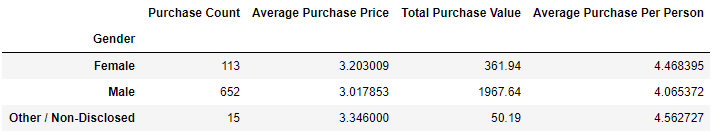 Purchase Count Average Purchase Price Total Purchase Value Average Purchase Per Person
Gender
Female 113 3.203009 361.94 4.468395
Male 652 3.017853 1967.64 4.065372
Other / Non-Disclosed 15 3.346000 50.19 4.562727